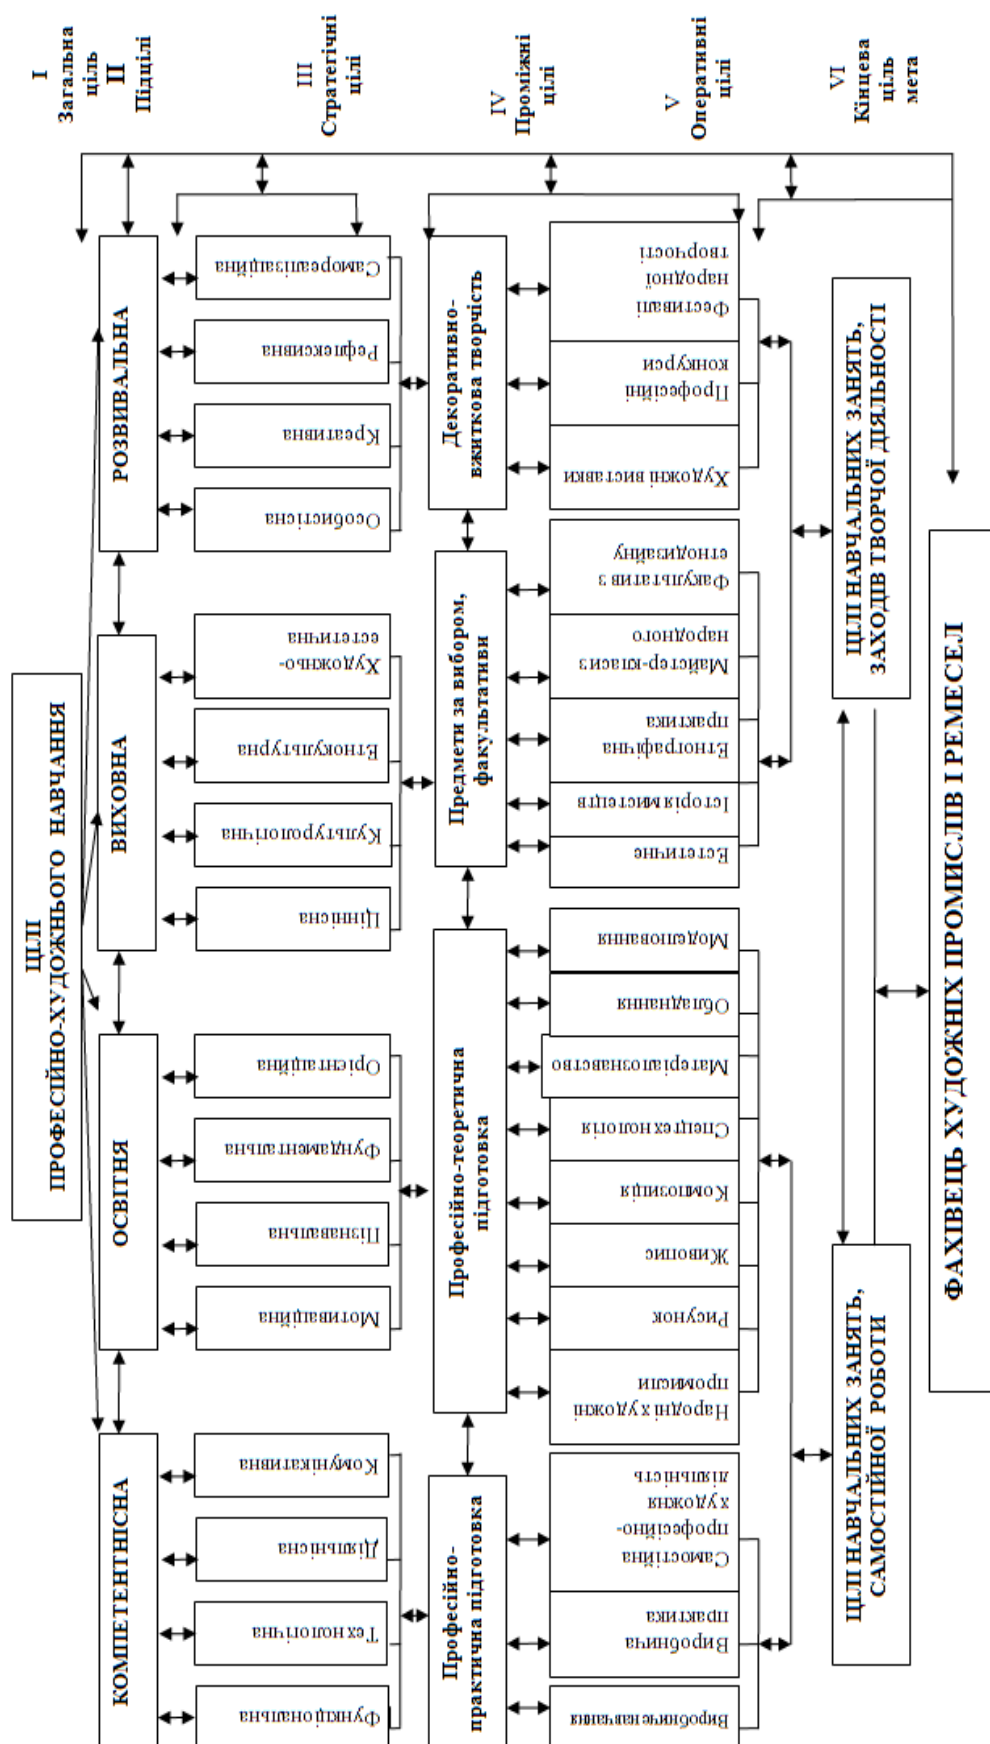 І
Загальна
ціль
ІІ
Підцілі
ІІІ
Стратегічні
цілі
IV
Проміжні
цілі
V
Оперативні
цілі
VI
Кінцева
ціль
мета
ЦІЛІ
ПРОФЕСІЙНО-ХУДОЖНЬОГО НАВЧАННЯ
КОМПЕТЕНТНІСНА
ОСВІТНЯ
ВИХОВНА
РОЗВИВАЛЬНА
Функціональна
Технологічна
Діяльнісна
Комунікативна
Мотиваційна
Пізнавальна
Фундаментальна
Орієнтаційна
Ціннісна
Культурологічна
Етнокультурна
Художньо-
естетична
Особистісна
Креативна
Рефлексивна
Самореалізаційна
Професійно-
практична підготовка
Професійно-теоретична
підготовка
Предмети за вибором,
факультативи
Декоративно-
вжиткова творчість
Виробниче навчання
Виробнича
практика
Самостійна
професійно-
художня
діяльність
Народні художні
промисли
Рисунок
Живопис
Композиція
Спецтехнологія
Матеріалознавство
Обладнання
Моделювання
Естетичне
Історія мистецтв
Етнографічна
практика
Майстер-класи з
народного
Факультатив з
етнодизайну
Художні виставки
Професійні
конкурси
Фестивалі
народної
творчості
ЦІЛІ НАВЧАЛЬНИХ ЗАНЯТЬ,
САМОСТІЙНОЇ РОБОТИ
ЦІЛІ НАВЧАЛЬНИХ ЗАНЯТЬ,
ЗАХОДІВ ТВОРЧОЇ ДІЯЛЬНОСТІ
ФАХІВЕЦЬ ХУДОЖНІХ ПРОМИСЛІВ І РЕМЕСЕЛ